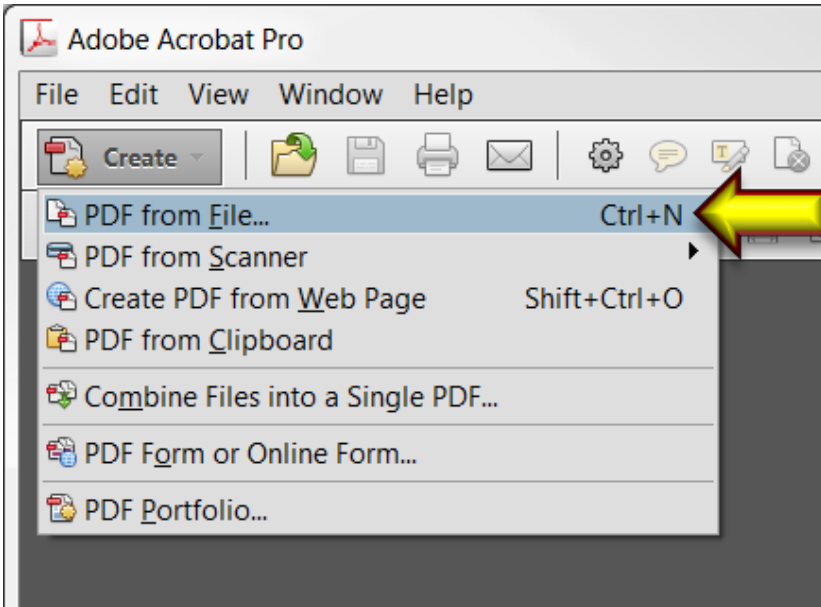 Adobe Acrobat Pro
File Edit View Window Help
Create
PDF from File... Ctrl+N
PDF from Scanner
Create PDF from Web Page Shift+Ctrl+O
PDF from Clipboard
Combine Files into a Single PDF...
PDF Form or Online Form...
PDF Portfolio...